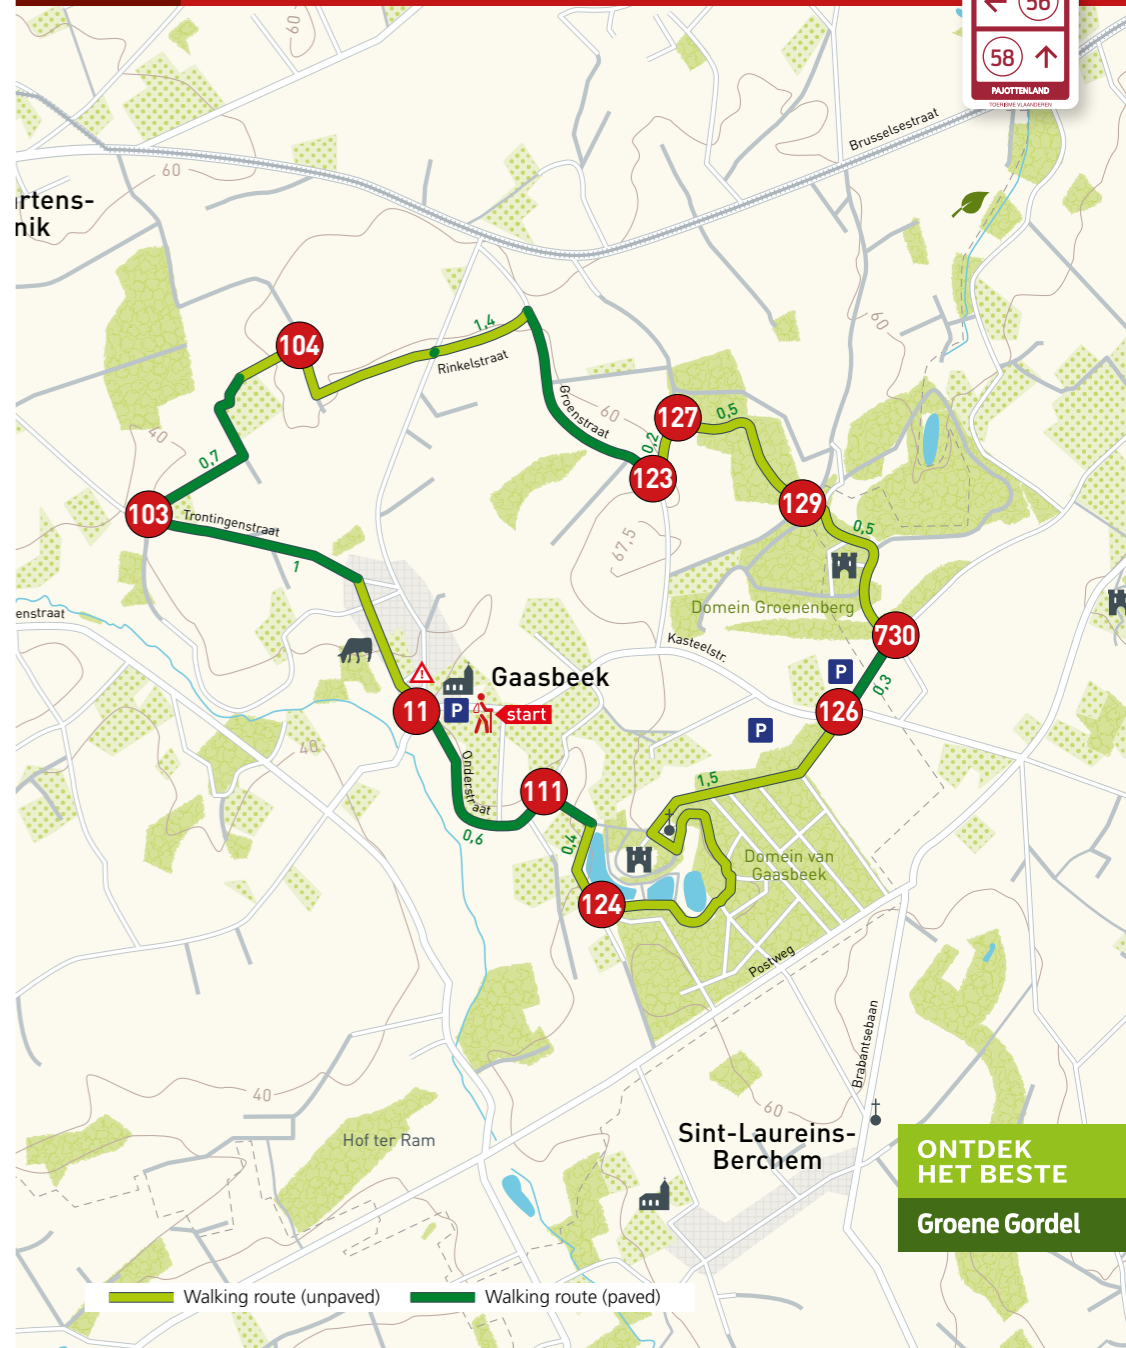 56
58
PAJOTTENLAND
TOERISME VLAANDEREN
60
Brusselsestraat
60
rtens-
nik
60
104
1,4
Rinkelstraat
Groenstraat
60
127
0,5
0,2
40
0,7
123
103
Trontingenstraat
129
0,5
67,5
1
Domein Groenenberg
enstraat
730
Kasteelstr.
P
0,3
Gaasbeek
11
P
start
126
P
40
Onderstraat
111
1,5
0,6
0,4
Domein van
Gaasbeek
124
Postweg
Brabantsebaan
40
60
Hof ter Ram
Sint-Laureins-
Berchem
ONTDEK
HET BESTE
Groene Gordel
Walking route (unpaved)
Walking route (paved)